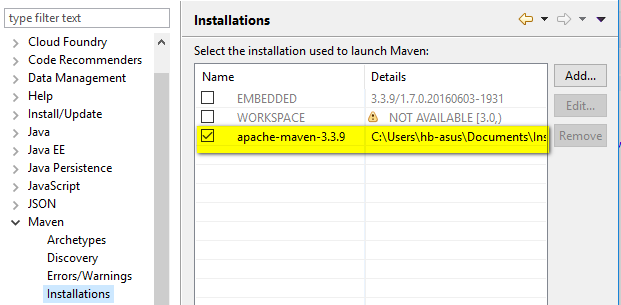 type filter text
Cloud Foundry
Code Recommenders
Data Management
Help
Install/Update
Java
Java EE
Java Persistence
JavaScript
JSON
Maven
Archetypes
Discovery
Errors/Warnings
Installations
Installations
Select the installation used to launch Maven:
Name Details
EMBEDDED 3.3.9/1.7.0.20160603-1931
WORKSPACE NOT AVAILABLE [3.0,)
apache-maven-3.3.9 C:\Users\hb-asus\Documents\Ins
Add...
Edit...
Remove